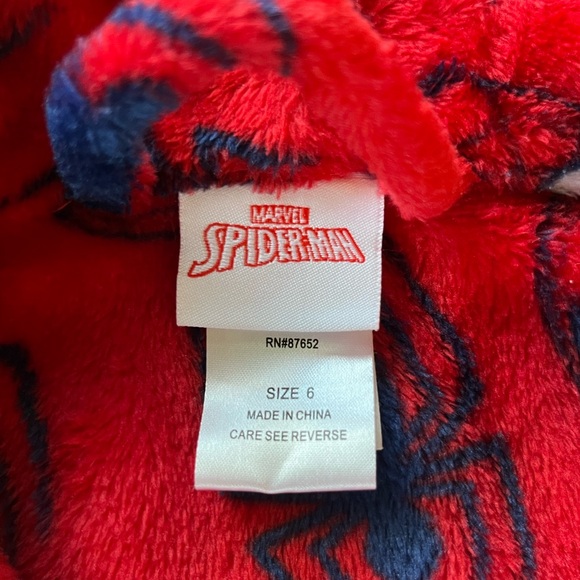 MARVEL
SPIDER-MAN
RN#87652
SIZE 6
MADE IN CHINA
CARE SEE REVERSE